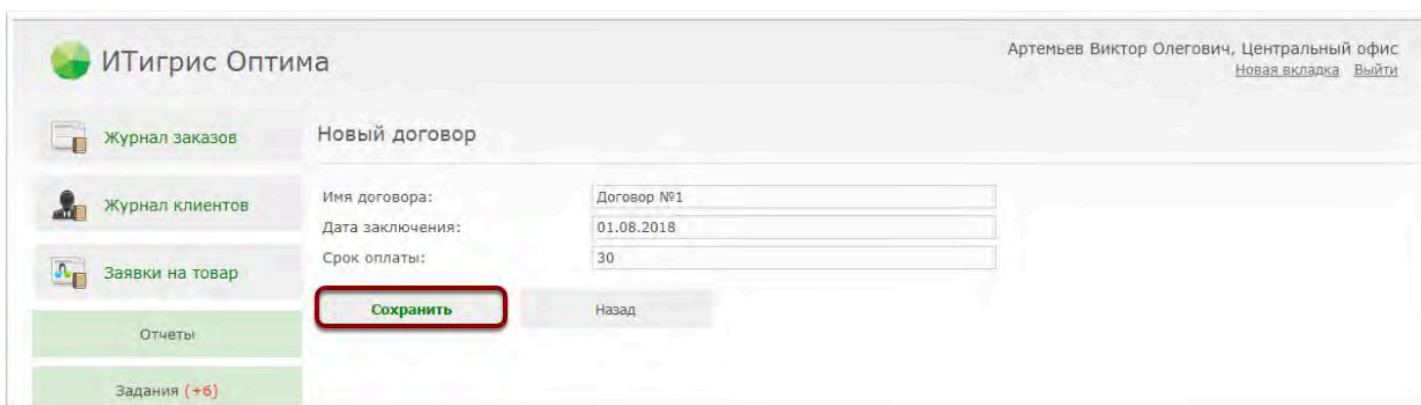 ИТигрис Оптима
Артемьев Виктор Олегович, Центральный офис
Новая вкладка Выйти
Журнал заказов
Новый договор
Журнал клиентов
Имя договора: Договор №1
Дата заключения: 01.08.2018
Заявки на товар
Срок оплаты: 30
Сохранить Назад
Отчеты
Задания (+6)